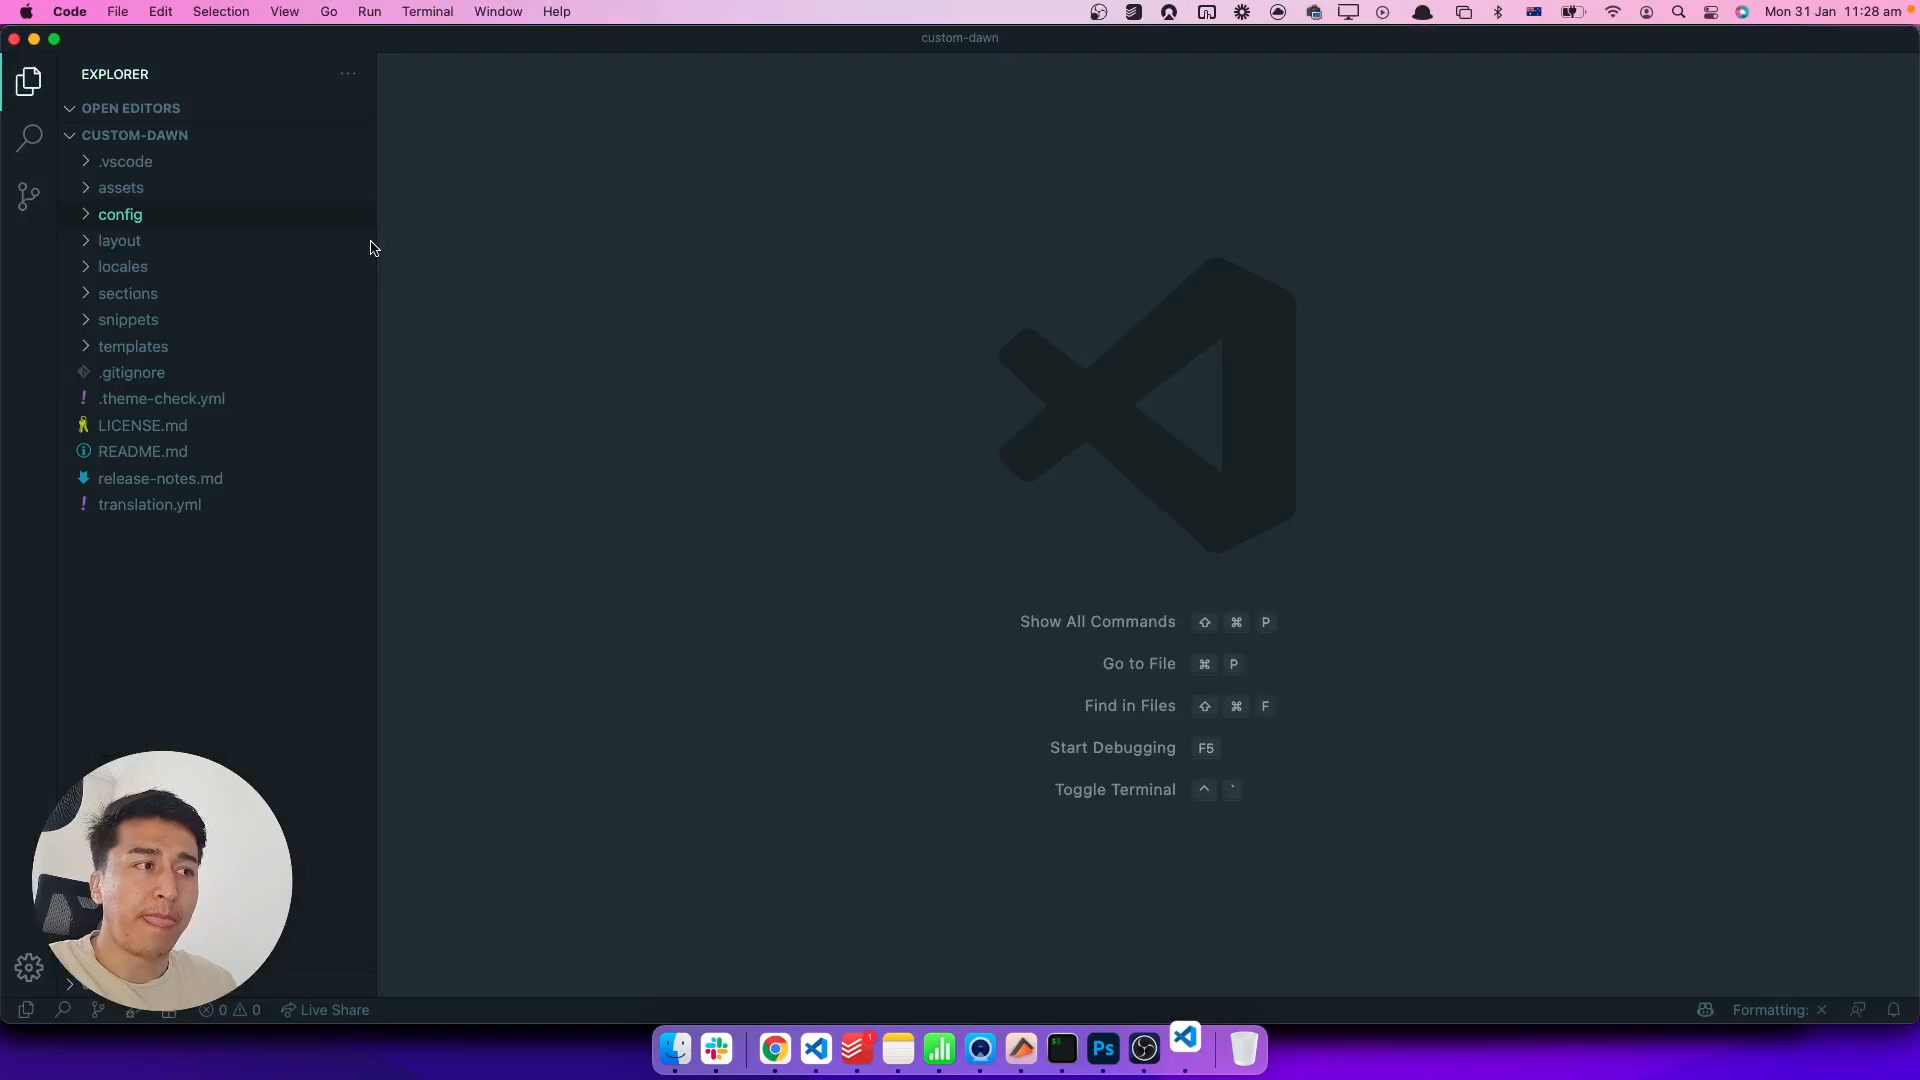 Code File Edit Selection View Go Run Terminal Window Help
Mon 31 Jan 11:28 am
custom-dawn
EXPLORER
OPEN EDITORS
CUSTOM-DAWN
.vscode
assets
config
layout
locales
sections
snippets
templates
.gitignore
! .theme-check.yml
LICENSE.md
README.md
release-notes.md
! translation.yml
Show All Commands ⇧ ⌘ P
Go to File ⌘ P
Find in Files ⇧ ⌘ F
Start Debugging F5
Toggle Terminal ^ `
0 0 Live Share
Formatting: ×
1
$
Ps